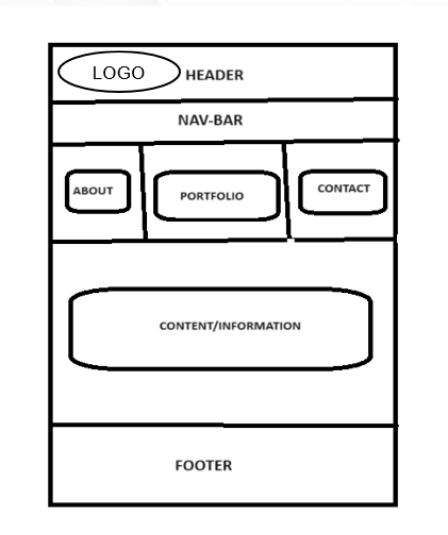 LOGO HEADER
NAV-BAR
ABOUT PORTFOLIO CONTACT
CONTENT/INFORMATION
FOOTER